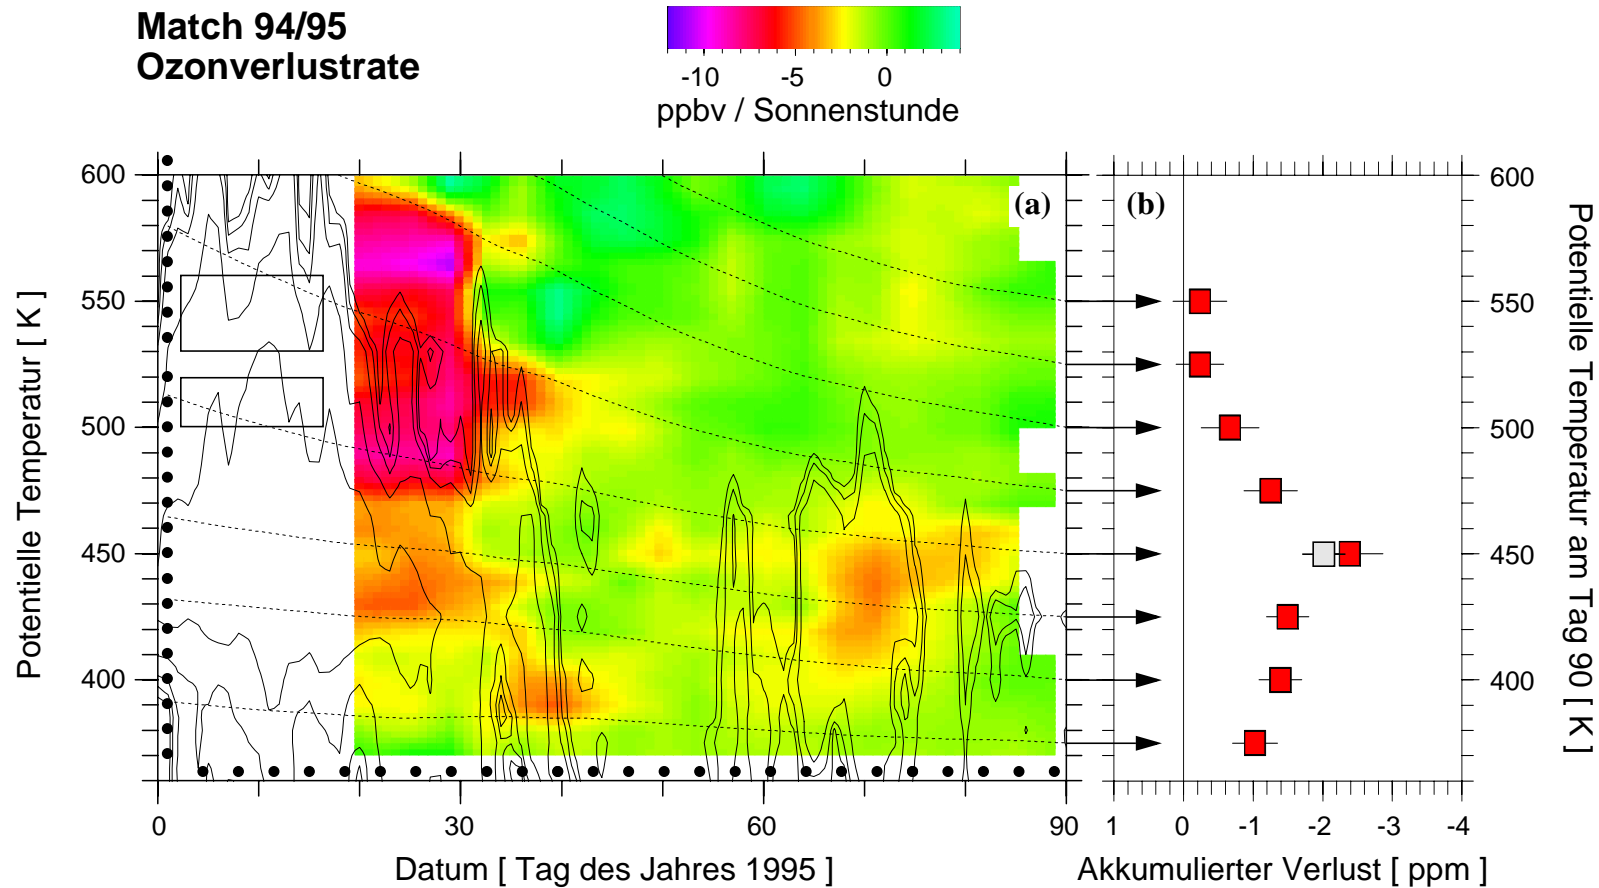 Match 94/95
Ozonverlustrate
-10 -5 0
ppbv / Sonnenstunde
(a)
(b)
600
550
500
450
400
Potentielle Temperatur [ K ]
0 30 60 90
Datum [ Tag des Jahres 1995 ]
1 0 -1 -2 -3 -4
Akkumulierter Verlust [ ppm ]
600
550
500
450
400
Potentielle Temperatur am Tag 90 [ K ]